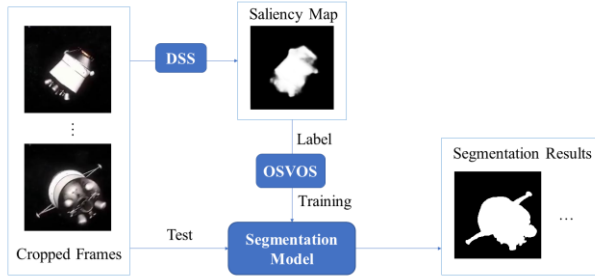 Saliency Map
DSS
⋮
Label
OSVOS
Training
Cropped Frames
Test
Segmentation
Model
Segmentation Results
...